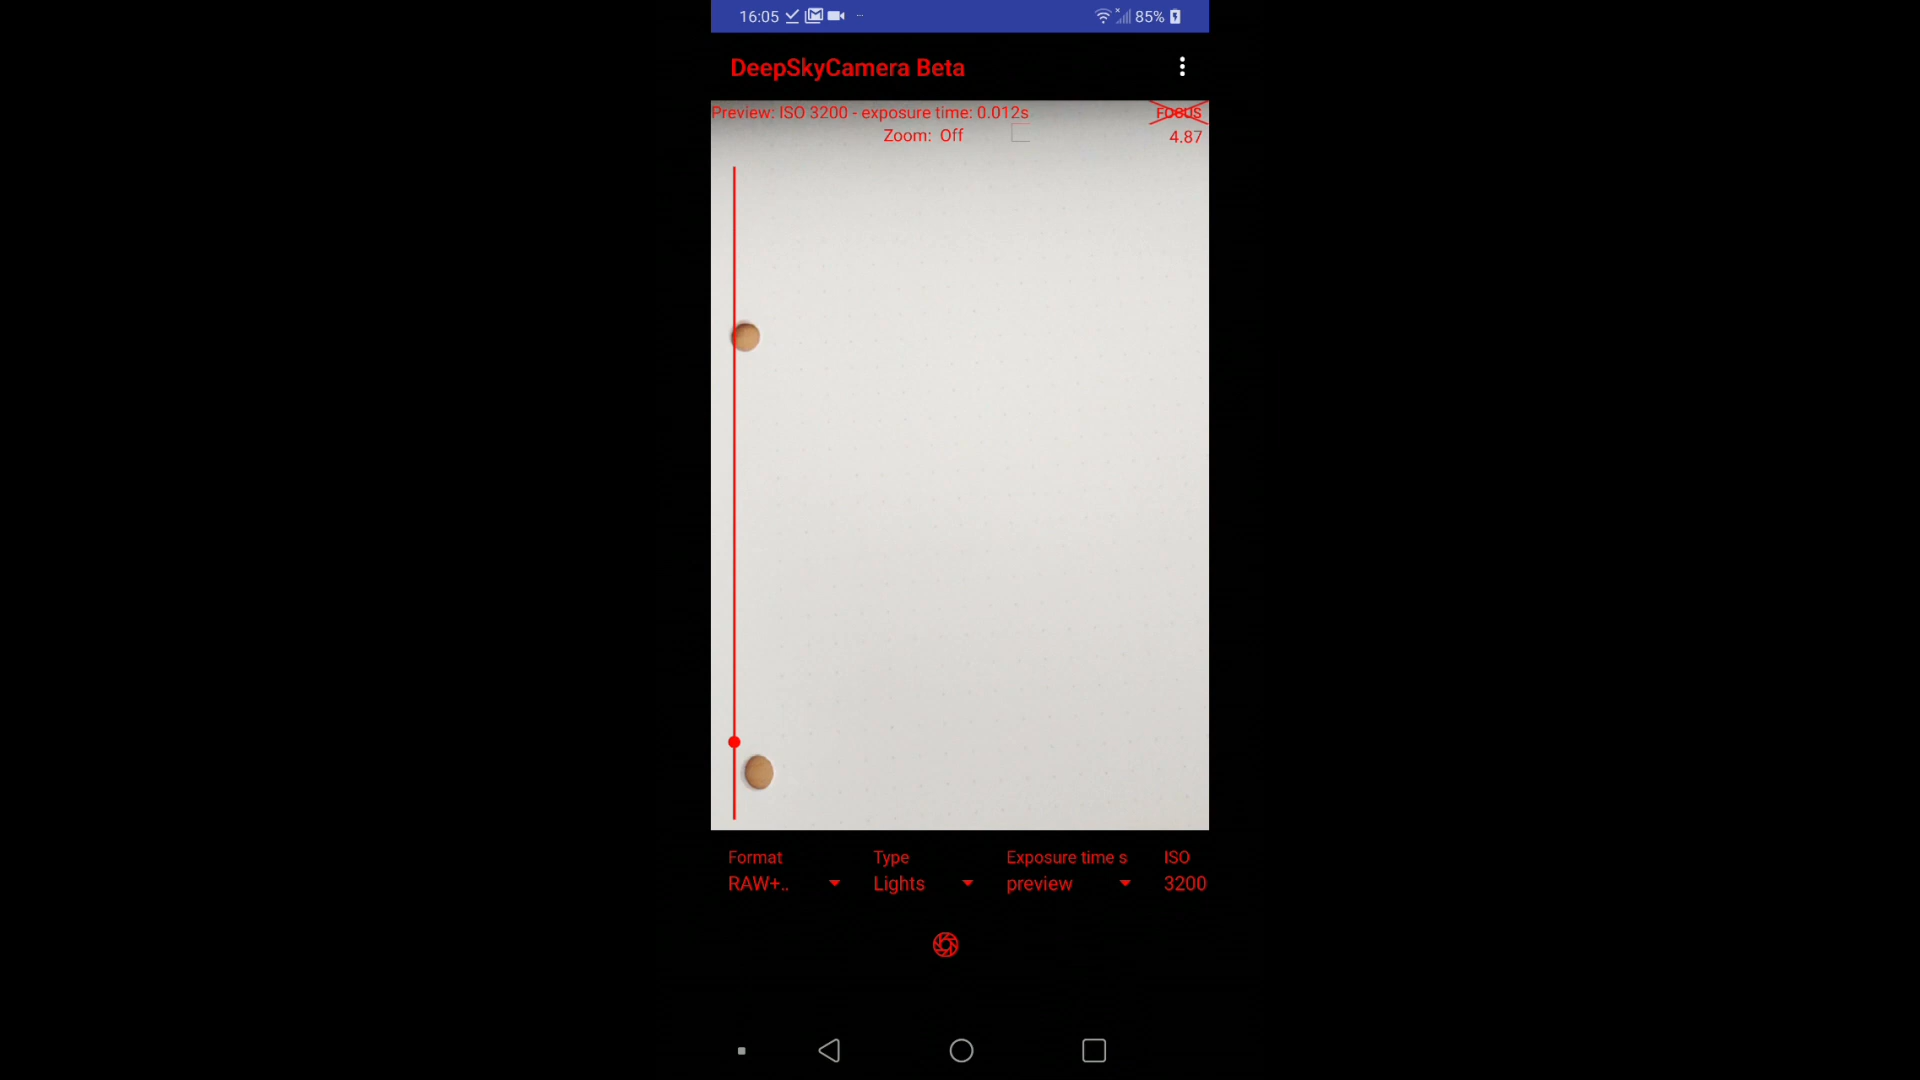 16:05 85%
DeepSkyCamera Beta
Preview: ISO 3200 - exposure time: 0.012s FOCUS
Zoom: Off 4.87
Format Type Exposure time s ISO
RAW+.. Lights preview 3200